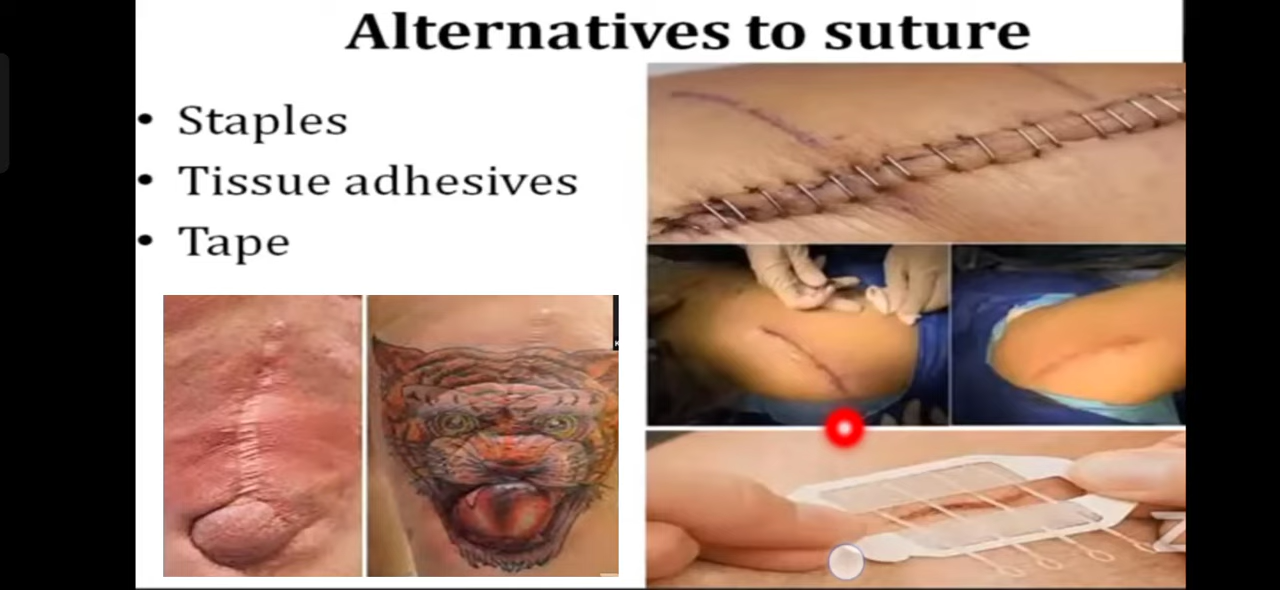 Alternatives to suture
• Staples
• Tissue adhesives
• Tape